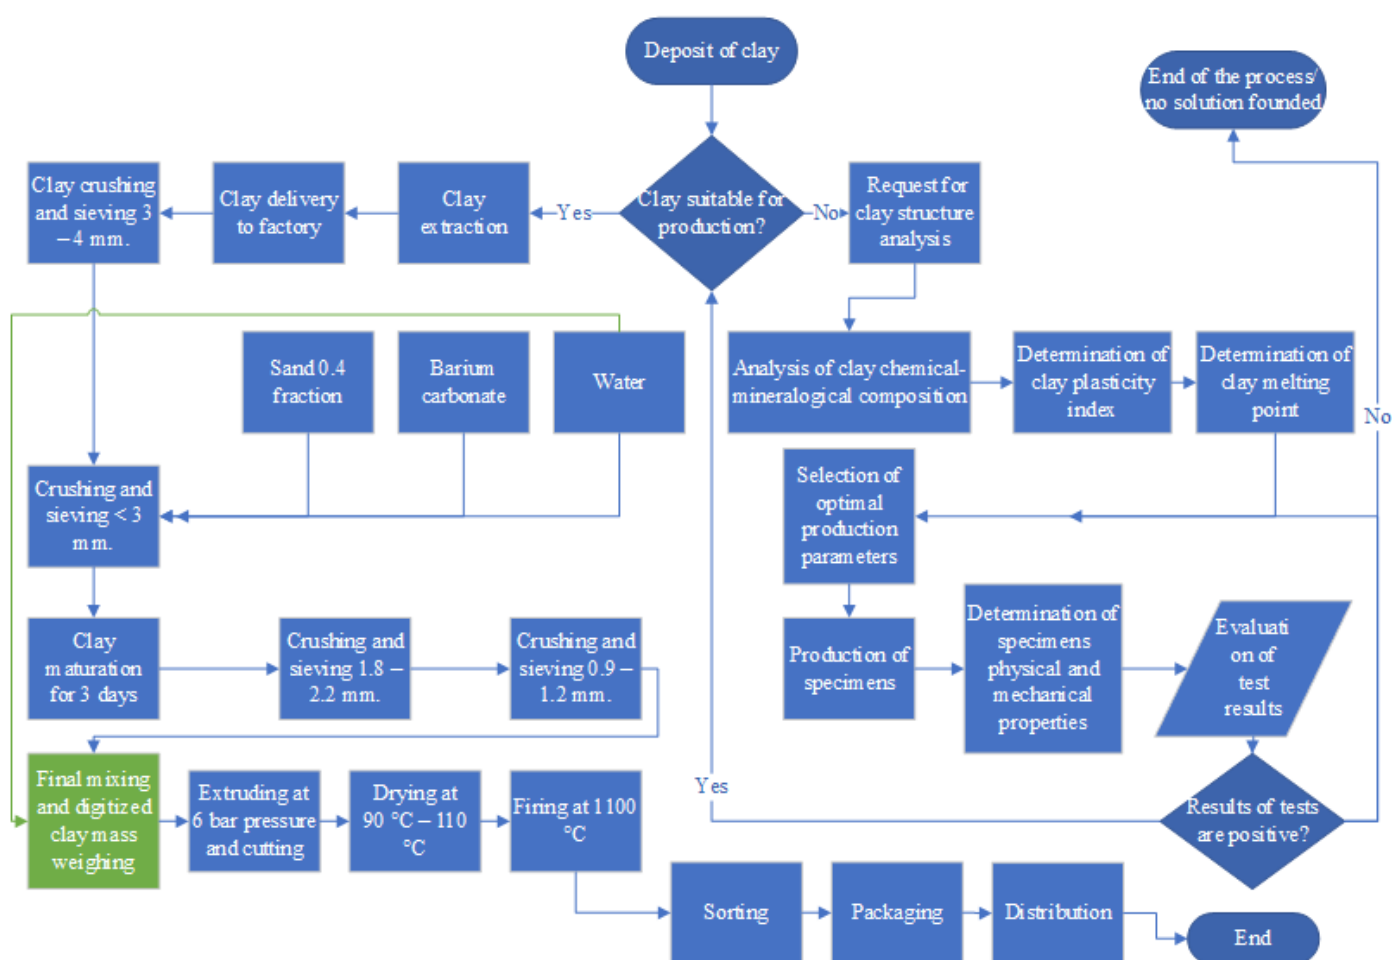 Deposit of clay
End of the process/
no solution founded
Clay crushing
and sieving 3
– 4 mm.
Clay delivery
to factory
Clay
extraction
Yes
Clay suitable for
production?
No
Request for
clay structure
analysis
Sand 0.4
fraction
Barium
carbonate
Water
Analysis of clay chemical-
mineralogical composition
Determination of
clay plasticity
index
Determination of
clay melting
point
No
Crushing and
sieving < 3
mm.
Selection of
optimal
production
parameters
Clay
maturation
for 3 days
Crushing and
sieving 1.8 –
2.2 mm.
Crushing and
sieving 0.9 –
1.2 mm.
Production of
specimens
Determination of
specimens
physical and
mechanical
properties
Evaluati
on of
test
results
Final mixing
and digitized
clay mass
weighing
Extruding at
6 bar pressure
and cutting
Drying at
90 °C – 110
°C
Firing at 1100
°C
Yes
Results of tests
are positive?
Sorting
Packaging
Distribution
End